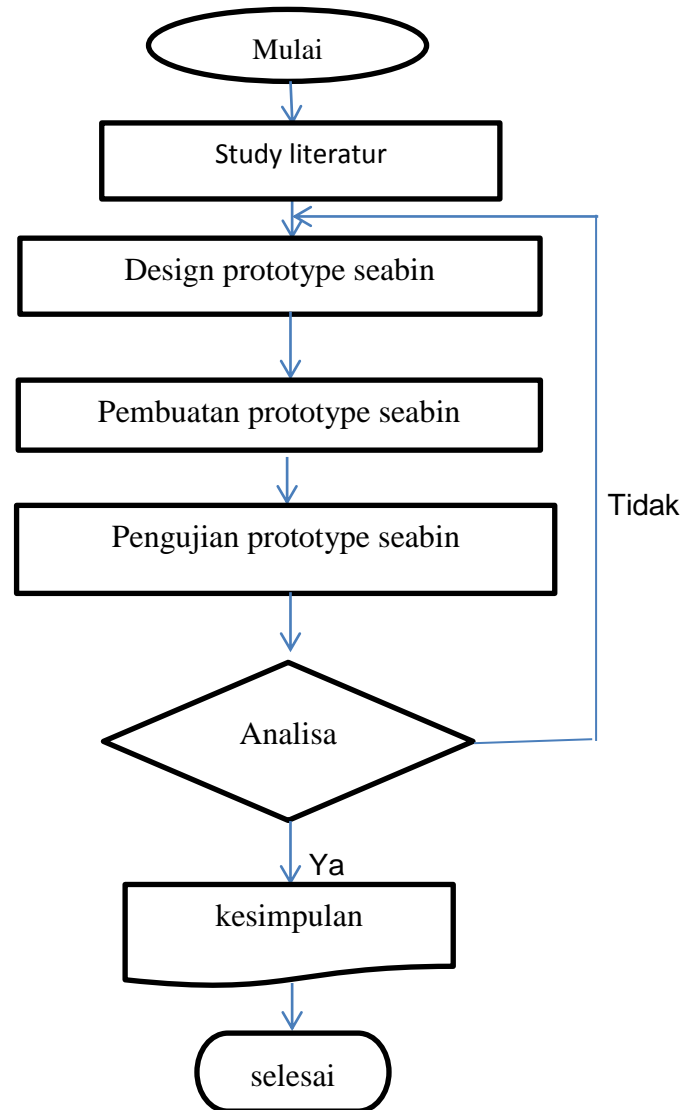 Mulai
Study literatur
Design prototype seabin
Pembuatan prototype seabin
Pengujian prototype seabin
Tidak
Analisa
Ya
kesimpulan
selesai